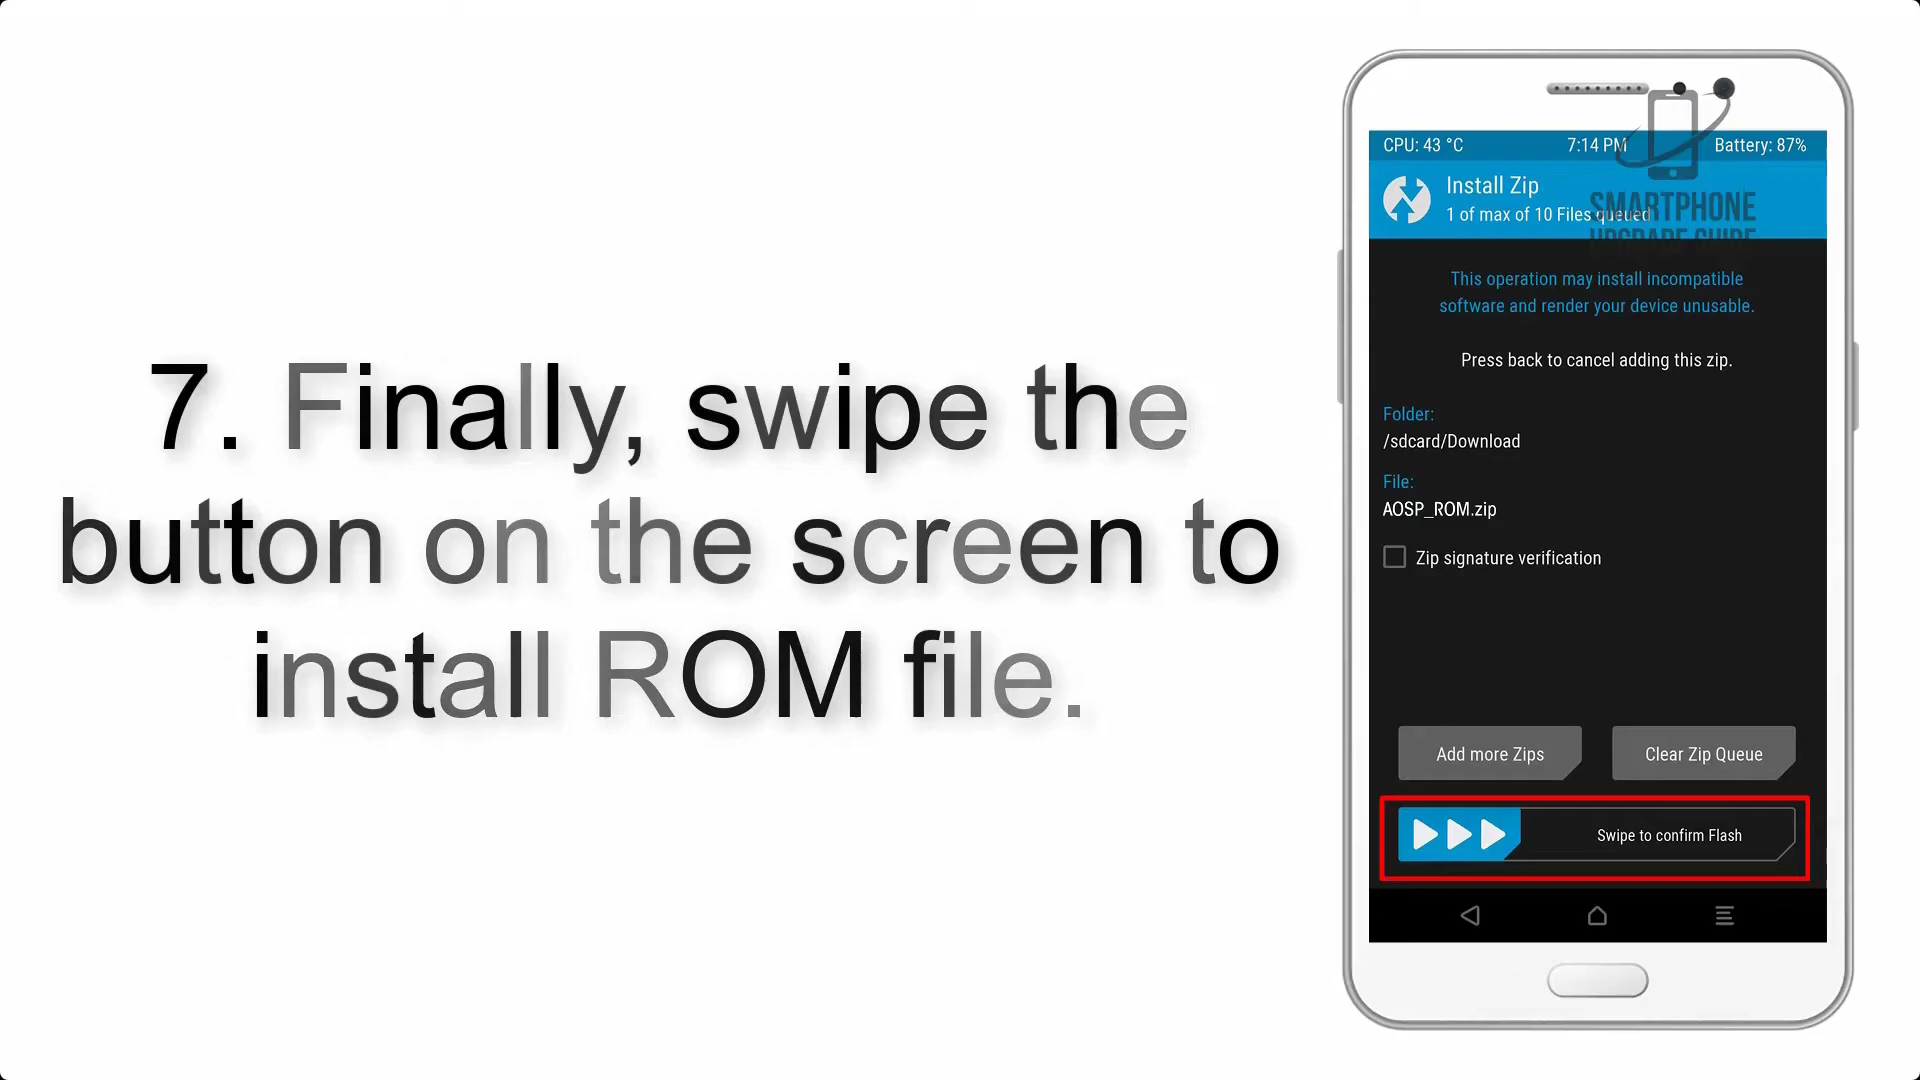 7. Finally, swipe the
button on the screen to
install ROM file.
CPU: 43 °C 7:14 PM Battery: 87%
Install Zip
1 of max of 10 Files queued
SMARTPHONE
UPGRADE GUIDE
This operation may install incompatible
software and render your device unusable.
Press back to cancel adding this zip.
Folder:
/sdcard/Download
File:
AOSP_ROM.zip
Zip signature verification
Add more Zips Clear Zip Queue
Swipe to confirm Flash